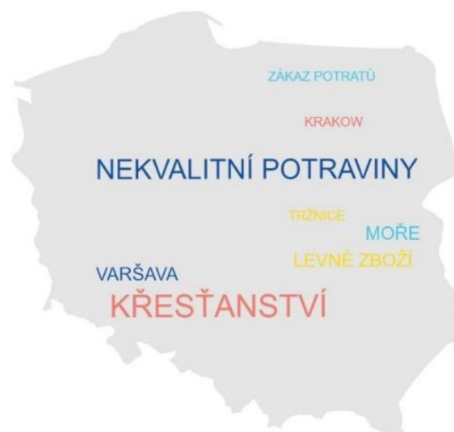 ZÁKAZ POTRATŮ
KRAKOW
NEKVALITNÍ POTRAVINY
TRŽNICE
MOŘE
LEVNÉ ZBOŽÍ
VARŠAVA
KŘESŤANSTVÍ